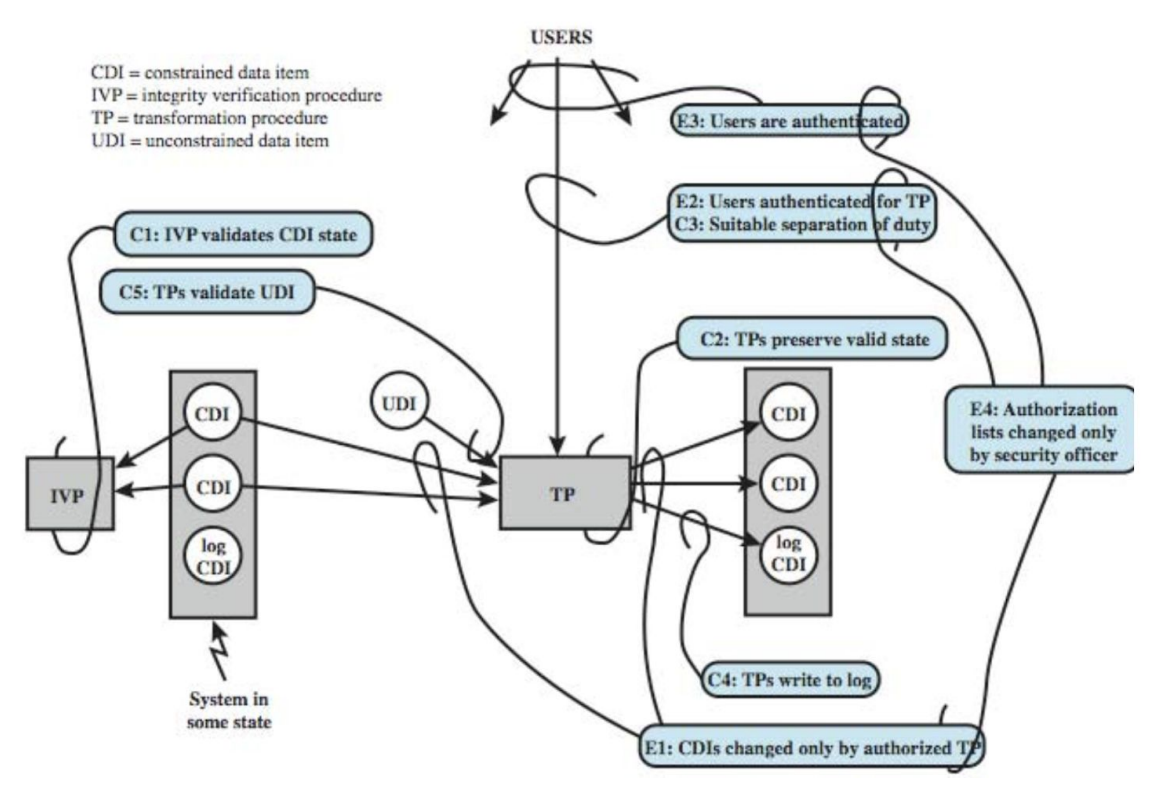 USERS
CDI = constrained data item
IVP = integrity verification procedure
TP = transformation procedure
UDI = unconstrained data item
E3: Users are authenticated
E2: Users authenticated for TP
C3: Suitable separation of duty
C1: IVP validates CDI state
C5: TPs validate UDI
C2: TPs preserve valid state
CDI
UDI
CDI
E4: Authorization
lists changed only
by security officer
IVP
CDI
TP
CDI
log
CDI
log
CDI
C4: TPs write to log
System in
some state
E1: CDIs changed only by authorized TP